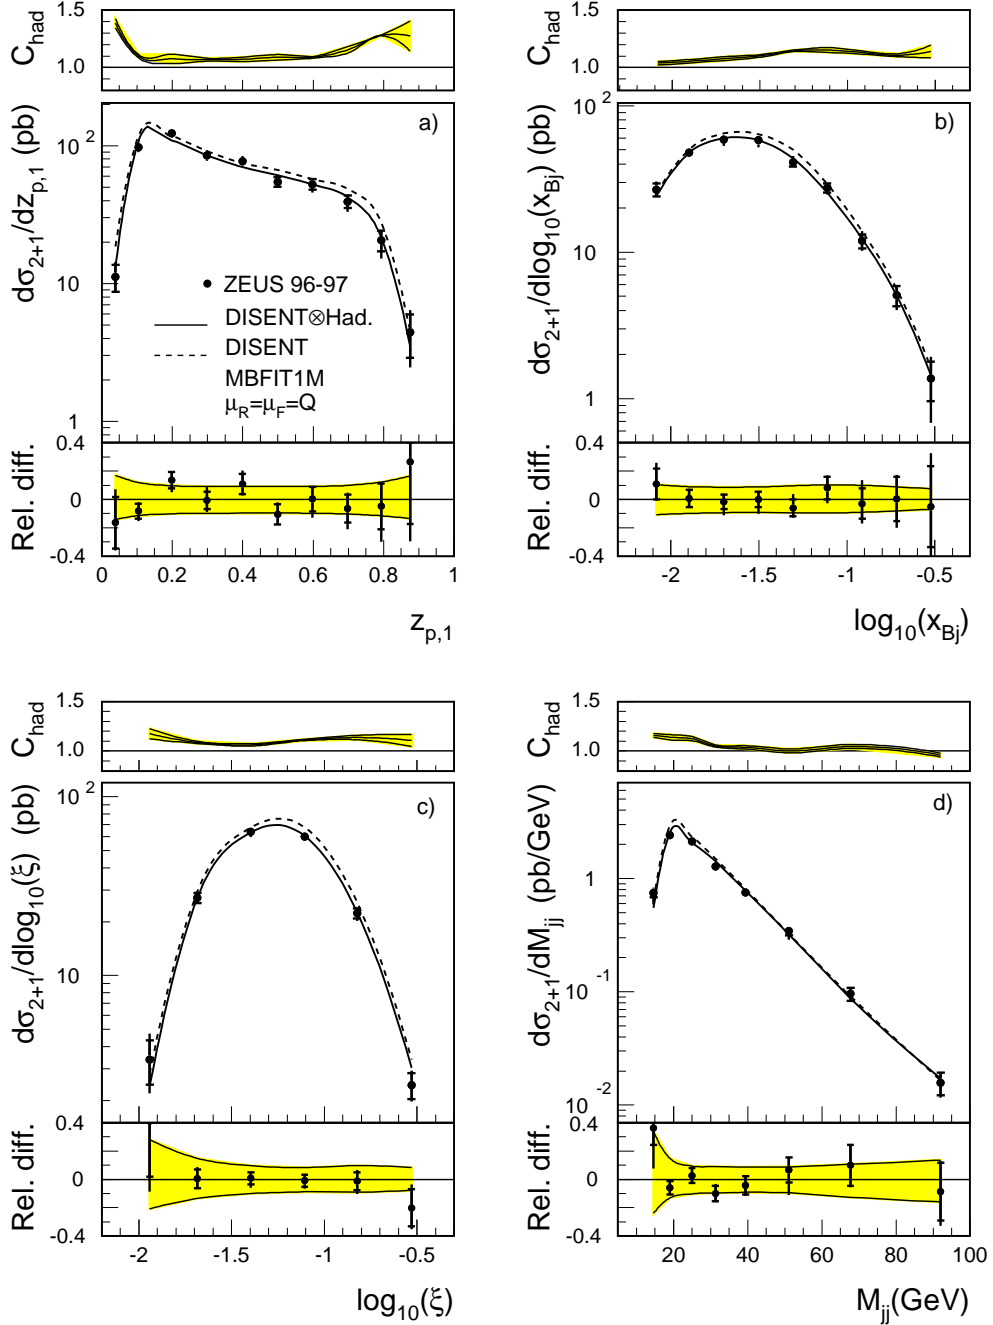 C_had
1.5
1.0
a)
dσ_2+1/dz_p,1 (pb)
10^2
10
1
ZEUS 96-97
DISENT⊗Had.
DISENT
MBFIT1M
μ_R=μ_F=Q
Rel. diff.
0.4
0
-0.4
0 0.2 0.4 0.6 0.8 1
z_p,1
C_had
1.5
1.0
b)
dσ_2+1/dlog_10(x_Bj) (pb)
10^2
10
1
Rel. diff.
0.4
0
-0.4
-2 -1.5 -1 -0.5
log_10(x_Bj)
C_had
1.5
1.0
c)
dσ_2+1/dlog_10(ξ) (pb)
10^2
10
Rel. diff.
0.4
0
-0.4
-2 -1.5 -1 -0.5
log_10(ξ)
C_had
1.5
1.0
d)
dσ_2+1/dM_jj (pb/GeV)
1
10^-1
10^-2
Rel. diff.
0.4
0
-0.4
20 40 60 80 100
M_jj(GeV)